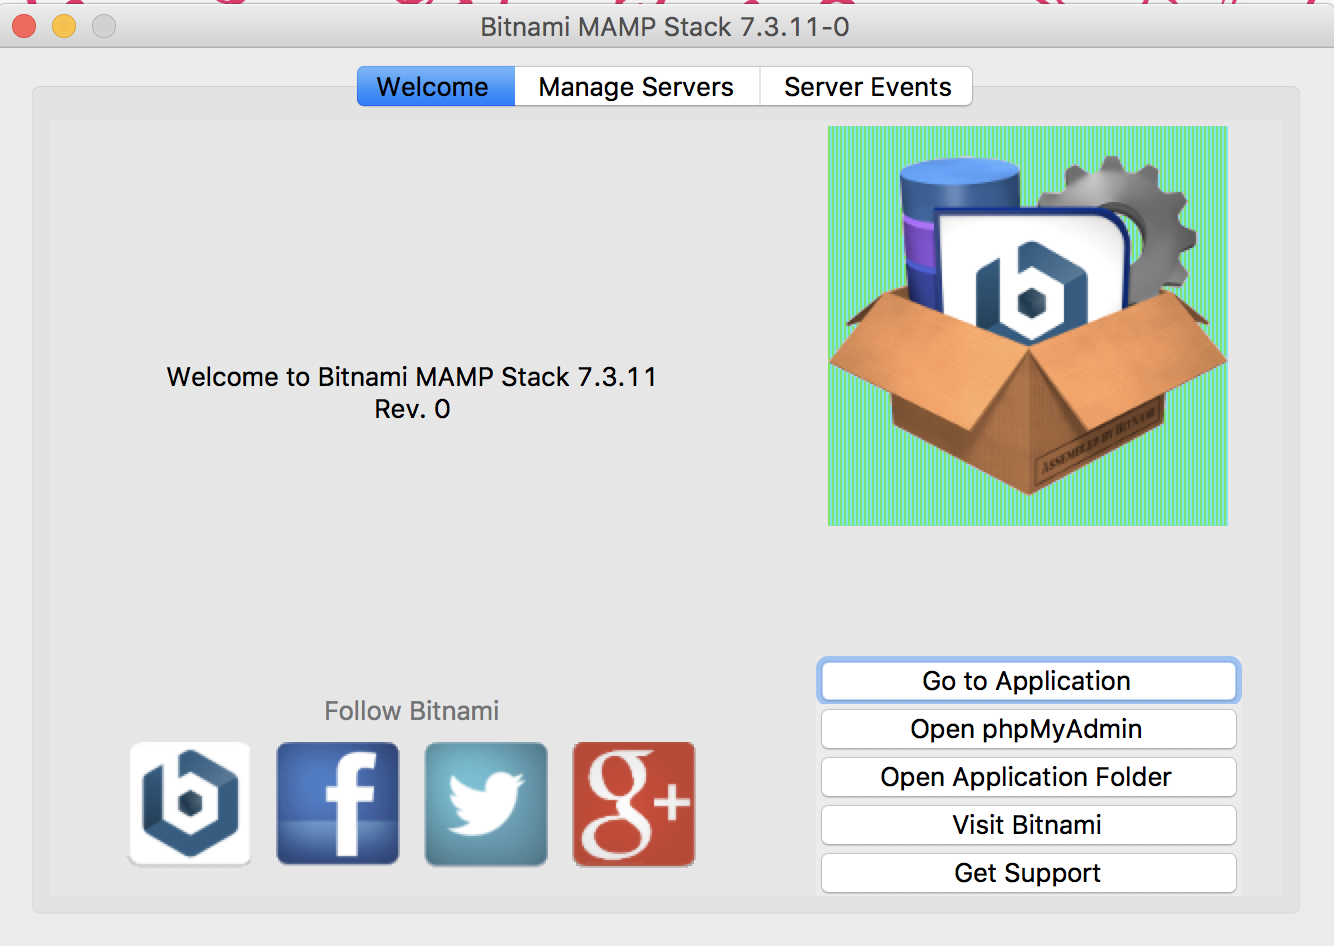 Bitnami MAMP Stack 7.3.11-0
Welcome
Manage Servers
Server Events
ASSEMBLED BY BITNAMI
Welcome to Bitnami MAMP Stack 7.3.11
Rev. 0
Go to Application
Open phpMyAdmin
Open Application Folder
Visit Bitnami
Get Support
Follow Bitnami
b
f
g+